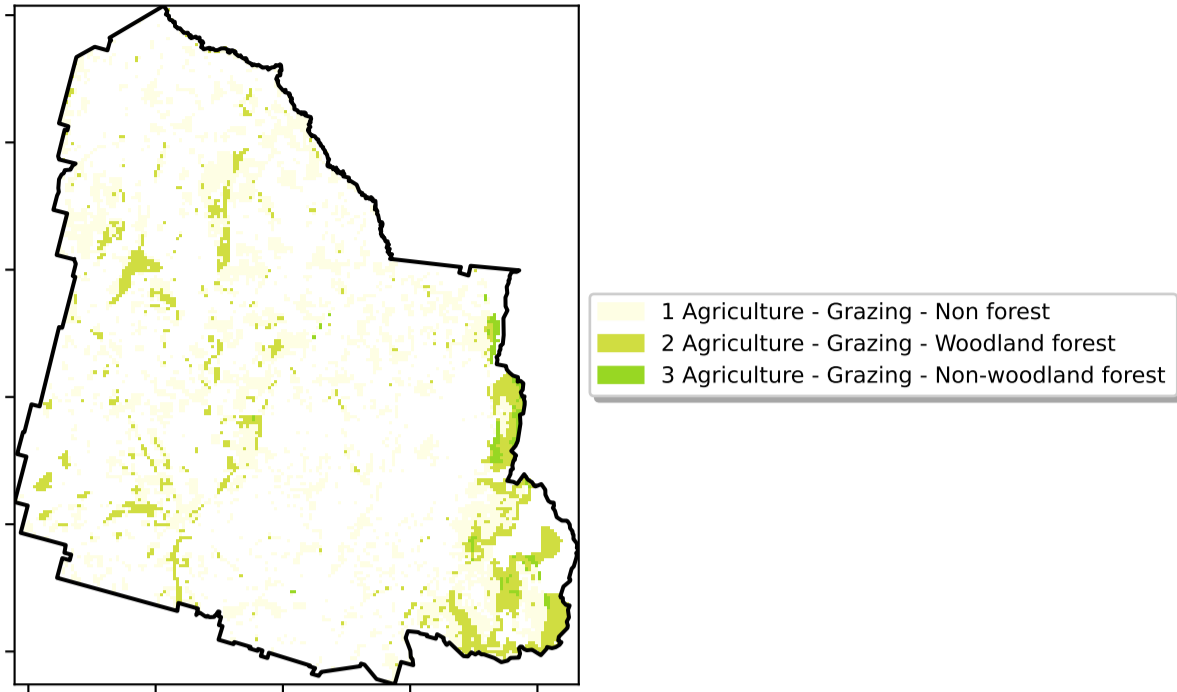 1 Agriculture - Grazing - Non forest
2 Agriculture - Grazing - Woodland forest
3 Agriculture - Grazing - Non-woodland forest